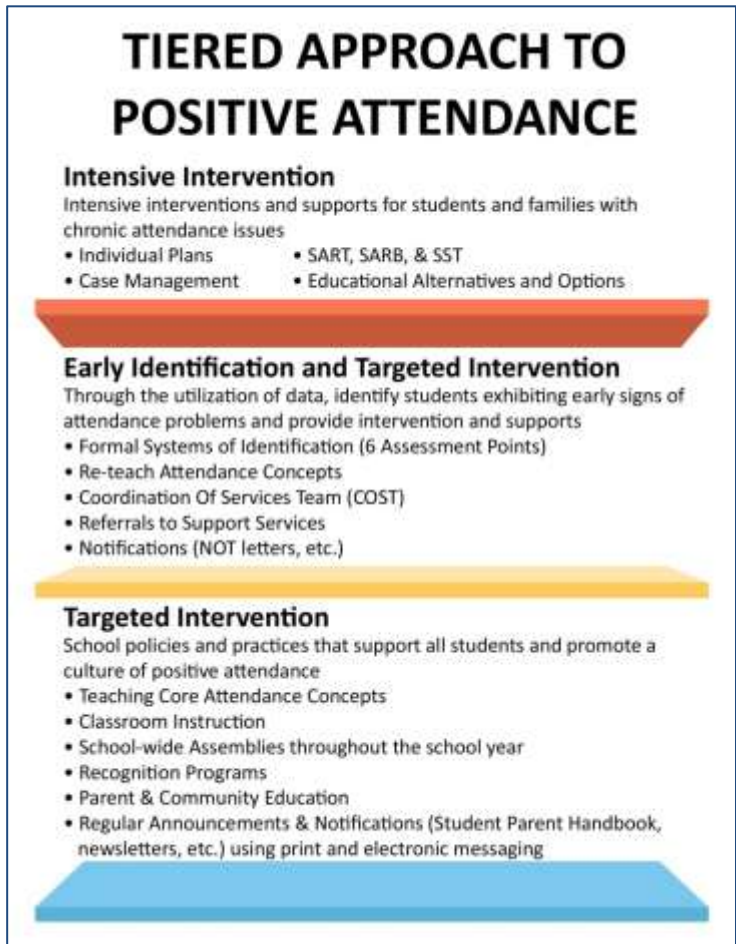 TIERED APPROACH TO
POSITIVE ATTENDANCE
Intensive Intervention
Intensive interventions and supports for students and families with
chronic attendance issues
• Individual Plans • SART, SARB, & SST
• Case Management • Educational Alternatives and Options
Early Identification and Targeted Intervention
Through the utilization of data, identify students exhibiting early signs of
attendance problems and provide intervention and supports
• Formal Systems of Identification (6 Assessment Points)
• Re-teach Attendance Concepts
• Coordination Of Services Team (COST)
• Referrals to Support Services
• Notifications (NOT letters, etc.)
Targeted Intervention
School policies and practices that support all students and promote a
culture of positive attendance
• Teaching Core Attendance Concepts
• Classroom Instruction
• School-wide Assemblies throughout the school year
• Recognition Programs
• Parent & Community Education
• Regular Announcements & Notifications (Student Parent Handbook,
newsletters, etc.) using print and electronic messaging